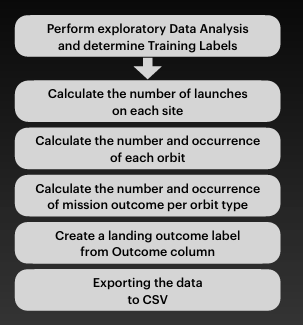 Perform exploratory Data Analysis
and determine Training Labels
Calculate the number of launches
on each site
Calculate the number and occurrence
of each orbit
Calculate the number and occurrence
of mission outcome per orbit type
Create a landing outcome label
from Outcome column
Exporting the data
to CSV